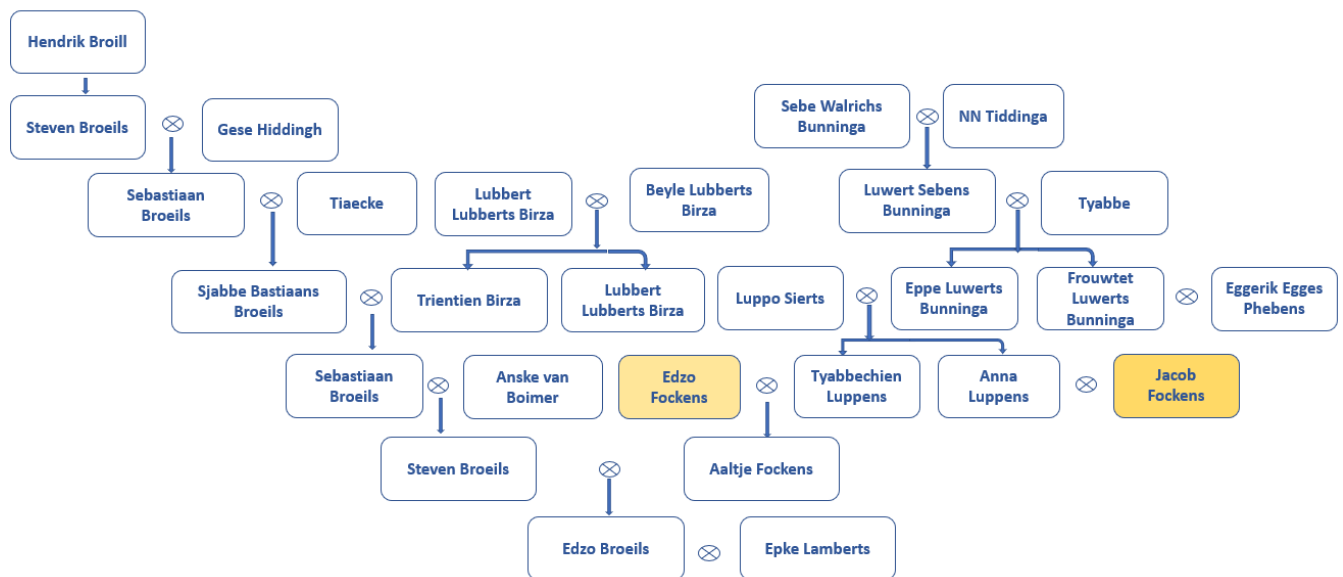 Hendrik Broill
Steven Broeils
Gese Hiddingh
Sebe Walrichs
Bunninga
NN Tiddinga
Sebastiaan
Broeils
Tiaecke
Lubbert
Lubberts Birza
Beyle Lubberts
Birza
Luwert Sebens
Bunninga
Tyabbe
Sjabbe Bastiaans
Broeils
Trientien Birza
Lubbert
Lubberts Birza
Luppo Sierts
Eppe Luwerts
Bunninga
Frouwtet
Luwerts
Bunninga
Eggerik Egges
Phebens
Sebastiaan
Broeils
Anske van
Boimer
Edzo
Fockens
Tyabbechien
Luppens
Anna
Luppens
Jacob
Fockens
Steven Broeils
Aaltje Fockens
Edzo Broeils
Epke Lamberts